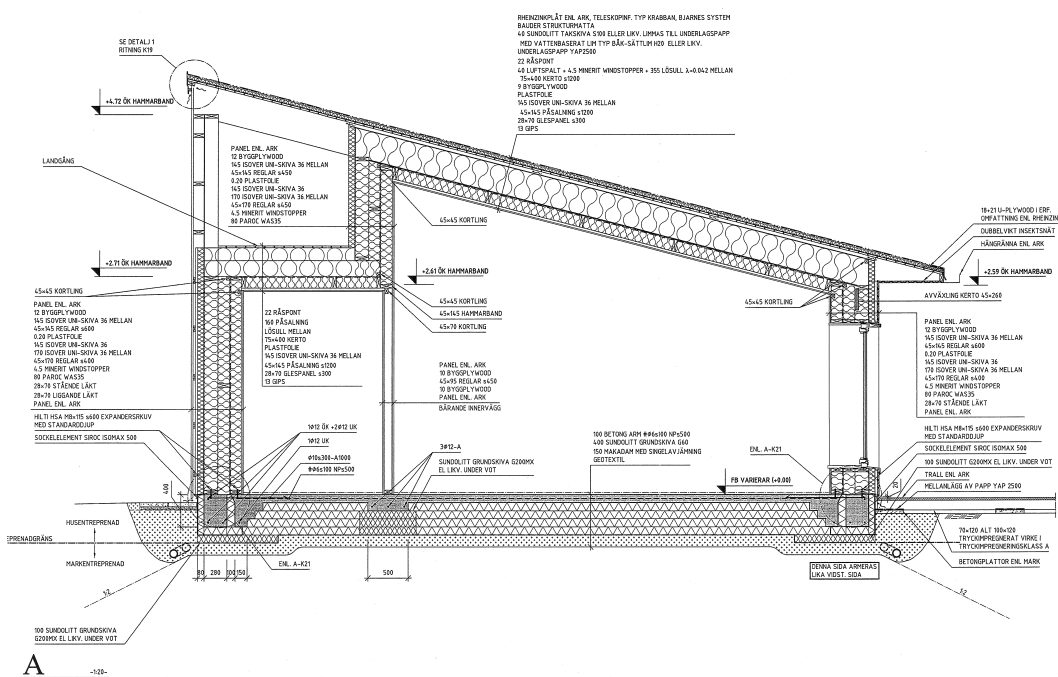 RHEINZINKPLÅT ENL ARK, TELESKOPINF. TYP KRABBAN, BJARNES SYSTEM
BAUDER STRUKTURMATTA
40 SUNDOLITT TAKSKIVA S100 ELLER LIKV. LIMMAS TILL UNDERLAGSPAPP
MED VATTENBASERAT LIM TYP BÅK-SÄTTLIM H20 ELLER LIKV.
UNDERLAGSPAPP YAP2500
22 RÅSPONT
40 LUFTSPALT + 4.5 MINERIT WINDSTOPPER + 355 LÖSULL λ=0.042 MELLAN
75×400 KERTO s1200
9 BYGGPLYWOOD
PLASTFOLIE
145 ISOVER UNI-SKIVA 36 MELLAN
45×145 PÅSALNING s1200
28×70 GLESPANEL s300
13 GIPS
SE DETALJ 1
RITNING K19
+4.72 ÖK HAMMARBAND
LANDGÅNG
PANEL ENL. ARK
12 BYGGPLYWOOD
145 ISOVER UNI-SKIVA 36 MELLAN
45×145 REGLAR s450
0.20 PLASTFOLIE
145 ISOVER UNI-SKIVA 36
170 ISOVER UNI-SKIVA 36 MELLAN
45×170 REGLAR s450
4.5 MINERIT WINDSTOPPER
80 PAROC WAS35
45×45 KORTLING
18+21 U-PLYWOOD I ERF.
OMFATTNING ENL RHEINZIN
DUBBELVIKT INSEKTSNÄT
HÄNGRÄNNA ENL ARK
+2.71 ÖK HAMMARBAND
+2.61 ÖK HAMMARBAND
+2.59 ÖK HAMMARBAND
45×45 KORTLING
45×45 KORTLING
45×145 HAMMARBAND
45×70 KORTLING
45×45 KORTLING
AVVÄXLING KERTO 45×260
PANEL ENL. ARK
12 BYGGPLYWOOD
145 ISOVER UNI-SKIVA 36 MELLAN
45×145 REGLAR s600
0.20 PLASTFOLIE
145 ISOVER UNI-SKIVA 36
170 ISOVER UNI-SKIVA 36 MELLAN
45×170 REGLAR s400
4.5 MINERIT WINDSTOPPER
80 PAROC WAS35
28×70 STÅENDE LÄKT
28×70 LIGGANDE LÄKT
PANEL ENL. ARK
22 RÅSPONT
160 PÅSALNING
LÖSULL MELLAN
75×400 KERTO
PLASTFOLIE
145 ISOVER UNI-SKIVA 36 MELLAN
45×145 PÅSALNING s1200
28×70 GLESPANEL s300
13 GIPS
PANEL ENL. ARK
10 BYGGPLYWOOD
45×95 REGLAR s450
10 BYGGPLYWOOD
PANEL ENL. ARK
BÄRANDE INNERVÄGG
PANEL ENL. ARK
12 BYGGPLYWOOD
145 ISOVER UNI-SKIVA 36 MELLAN
45×145 REGLAR s600
0.20 PLASTFOLIE
145 ISOVER UNI-SKIVA 36
170 ISOVER UNI-SKIVA 36 MELLAN
45×170 REGLAR s400
4.5 MINERIT WINDSTOPPER
80 PAROC WAS35
28×70 STÅENDE LÄKT
PANEL ENL. ARK
HILTI HSA M8×115 s600 EXPANDERSKRUV
MED STANDARDDJUP
SOCKELELEMENT SIROC ISOMAX 500
1Φ12 ÖK +2Φ12 UK
1Φ12 UK
Φ10s300-A1000
##Φ6s100 NPs500
3Φ12-A
SUNDOLITT GRUNDSKIVA G200MX
EL LIKV. UNDER VOT
100 BETONG ARM ##6s100 NPs500
400 SUNDOLITT GRUNDSKIVA G60
150 MAKADAM MED SINGELAVJÄMNING
GEOTEXTIL
ENL. A-K21
FB VARIERAR (+0.00)
HILTI HSA M8×115 s600 EXPANDERSKRUV
MED STANDARDDJUP
SOCKELELEMENT SIROC ISOMAX 500
100 SUNDOLITT G200MX EL LIKV. UNDER VOT
TRALL ENL ARK
MELLANLÄGG AV PAPP YAP 2500
400
20
HUSENTREPRENAD
EPRENADGRÄNS
MARKENTREPRENAD
70×120 ALT 100×120
TRYCKIMPREGNERAT VIRKE I
TRYCKIMPREGNERINGSKLASS A
BETONGPLATTOR ENL MARK
80 280 100 150
ENL. A-K21
500
DENNA SIDA ARMERAS
LIKA VIDST. SIDA
1:2
1:2
100 SUNDOLITT GRUNDSKIVA
G200MX EL LIKV. UNDER VOT
A -1:20-